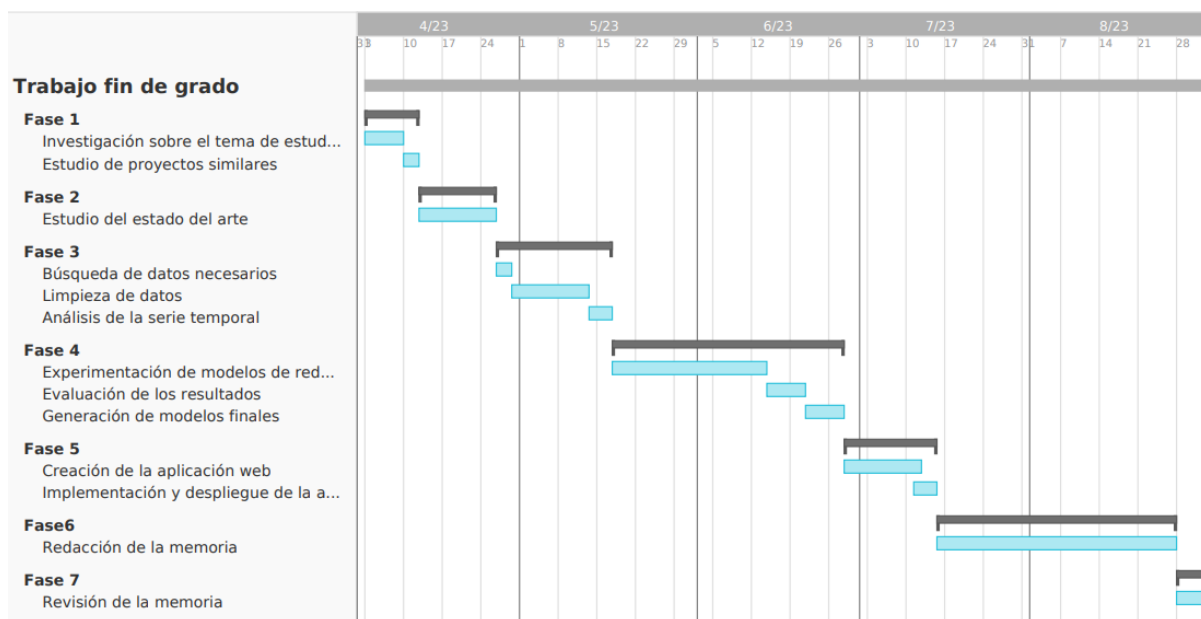 4/23 5/23 6/23 7/23 8/23
3 10 17 24 1 8 15 22 29 5 12 19 26 3 10 17 24 31 7 14 21 28
Trabajo fin de grado
Fase 1
Investigación sobre el tema de estud...
Estudio de proyectos similares
Fase 2
Estudio del estado del arte
Fase 3
Búsqueda de datos necesarios
Limpieza de datos
Análisis de la serie temporal
Fase 4
Experimentación de modelos de red...
Evaluación de los resultados
Generación de modelos finales
Fase 5
Creación de la aplicación web
Implementación y despliegue de la a...
Fase6
Redacción de la memoria
Fase 7
Revisión de la memoria